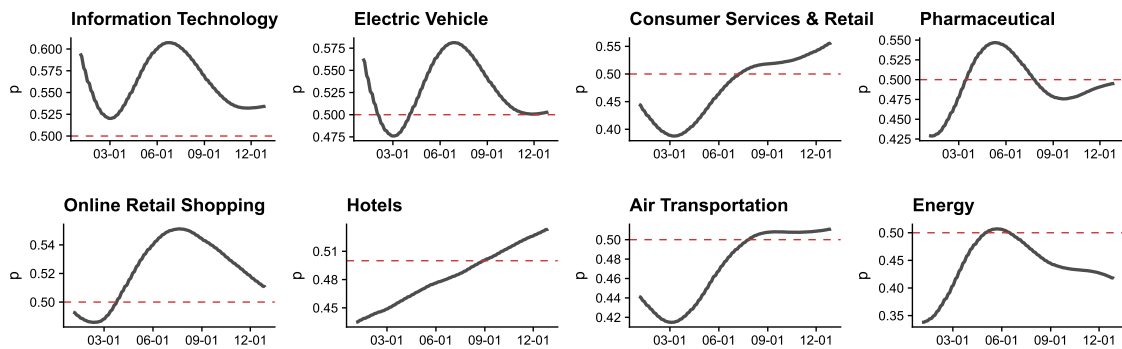 Information Technology
p
0.600
0.575
0.550
0.525
0.500
03-01 06-01 09-01 12-01
Electric Vehicle
0.575
0.550
0.525
0.500
0.475
03-01 06-01 09-01 12-01
Consumer Services & Retail
0.55
0.50
0.45
0.40
03-01 06-01 09-01 12-01
Pharmaceutical
0.550
0.525
0.500
0.475
0.450
0.425
p
03-01 06-01 09-01 12-01
Online Retail Shopping
p
0.54
0.52
0.50
03-01 06-01 09-01 12-01
Hotels
p
0.51
0.48
0.45
03-01 06-01 09-01 12-01
Air Transportation
p
0.50
0.48
0.46
0.44
0.42
03-01 06-01 09-01 12-01
Energy
p
0.50
0.45
0.40
0.35
03-01 06-01 09-01 12-01